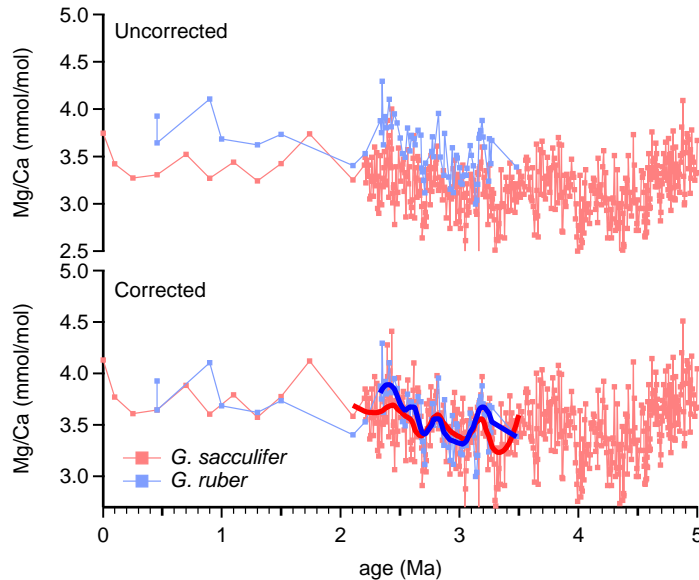 5.0
Uncorrected
4.5
4.0
3.5
3.0
2.5
Mg/Ca (mmol/mol)
5.0
Corrected
4.5
4.0
3.5
3.0
Mg/Ca (mmol/mol)
G. sacculifer
G. ruber
0 1 2 3 4 5
age (Ma)